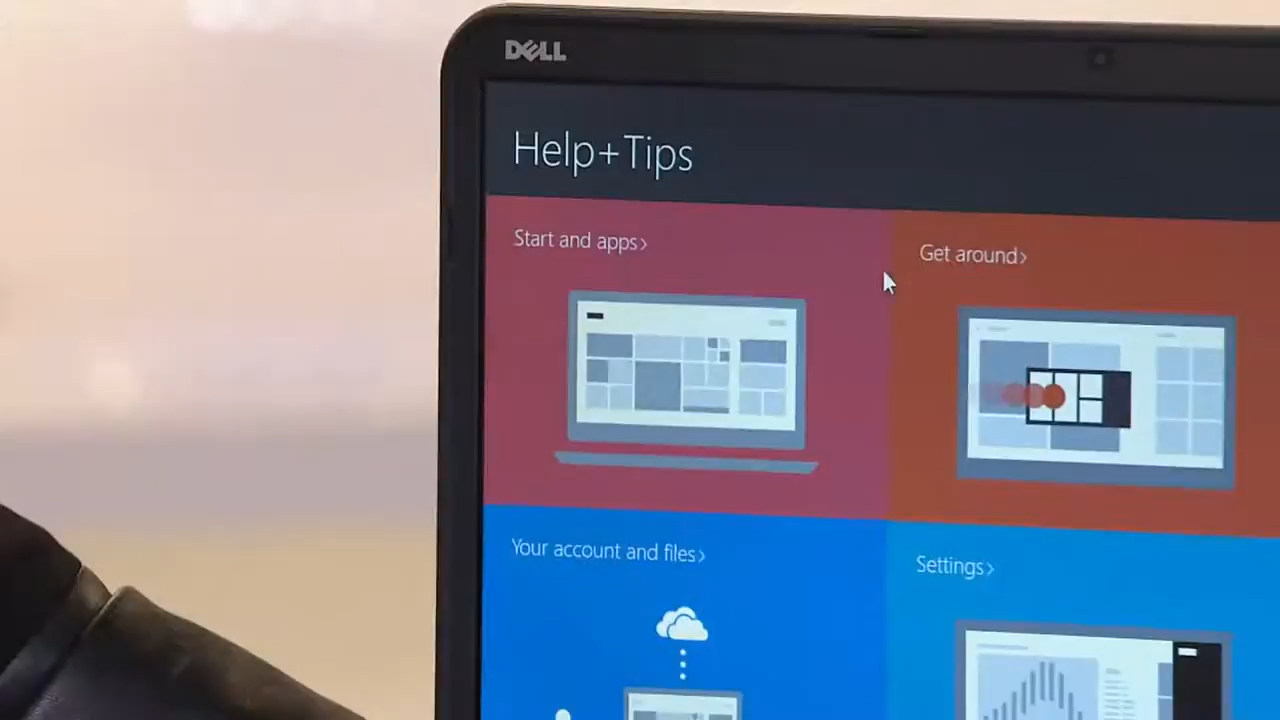 DELL
Help+Tips
Start and apps>
Get around>
Your account and files>
Settings>